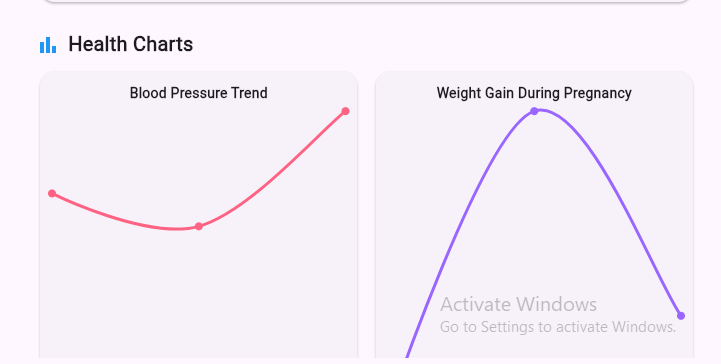 Health Charts
Blood Pressure Trend
Weight Gain During Pregnancy
Activate Windows
Go to Settings to activate Windows.